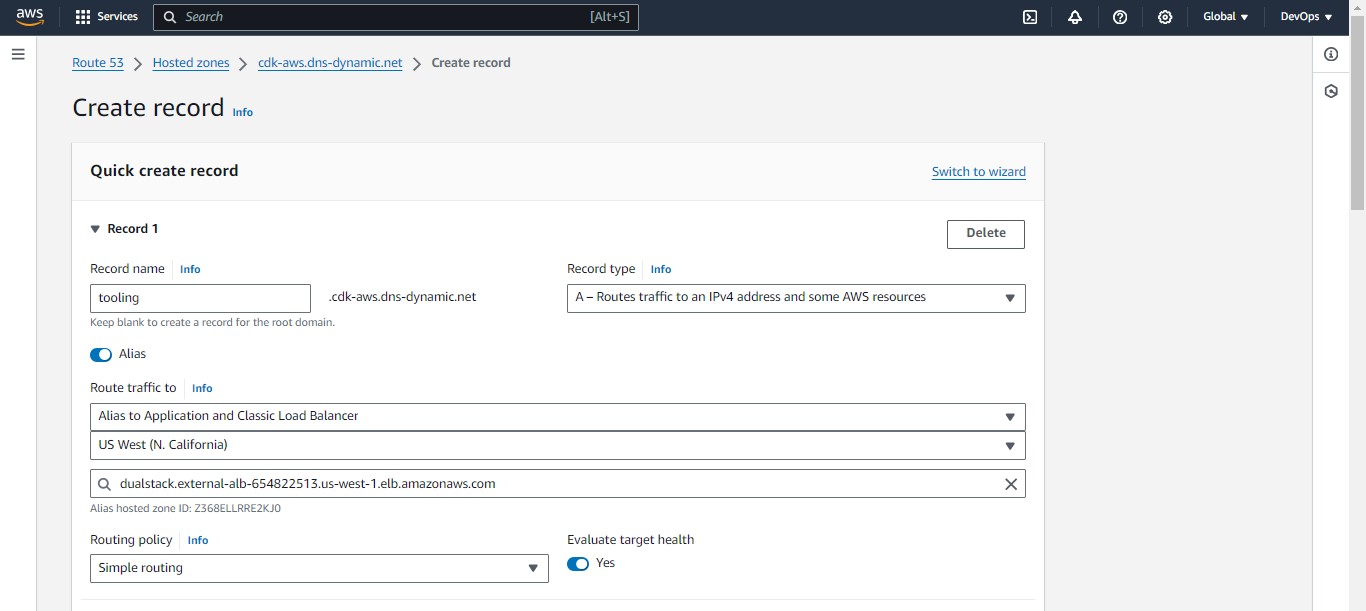 aws Services Search [Alt+S] Global DevOps
Route 53 Hosted zones cdk-aws.dns-dynamic.net Create record
Create record Info
Quick create record Switch to wizard
Record 1 Delete
Record name Info Record type Info
tooling .cdk-aws.dns-dynamic.net A – Routes traffic to an IPv4 address and some AWS resources
Keep blank to create a record for the root domain.
Alias
Route traffic to Info
Alias to Application and Classic Load Balancer
US West (N. California)
dualstack.external-alb-654822513.us-west-1.elb.amazonaws.com
Alias hosted zone ID: Z368ELLRRE2KJ0
Routing policy Info Evaluate target health
Simple routing Yes